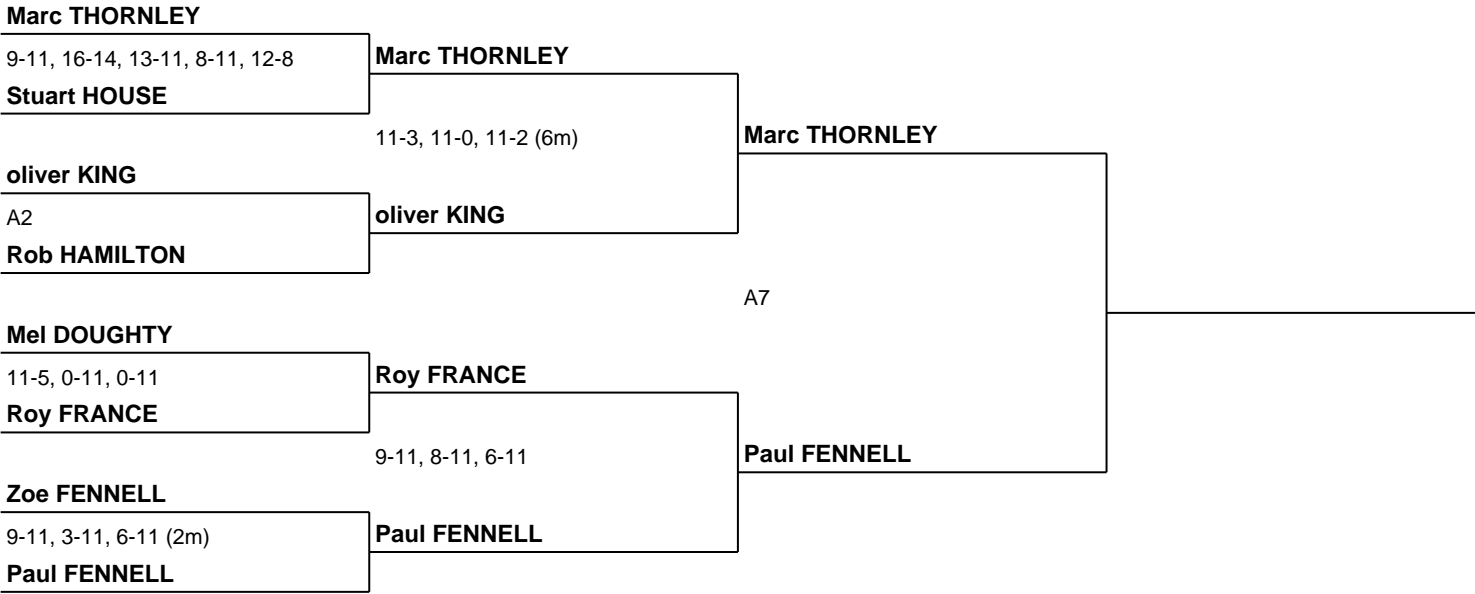 Marc THORNLEY
9-11, 16-14, 13-11, 8-11, 12-8
Stuart HOUSE
oliver KING
A2
Rob HAMILTON
Mel DOUGHTY
11-5, 0-11, 0-11
Roy FRANCE
Zoe FENNELL
9-11, 3-11, 6-11 (2m)
Paul FENNELL
Marc THORNLEY
11-3, 11-0, 11-2 (6m)
oliver KING
Roy FRANCE
9-11, 8-11, 6-11
Paul FENNELL
Marc THORNLEY
A7
Paul FENNELL